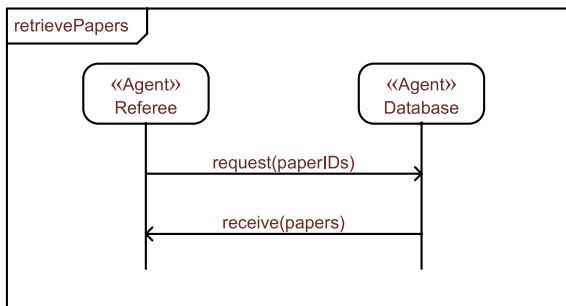 retrievePapers
«Agent»
Referee
«Agent»
Database
request(paperIDs)
receive(papers)